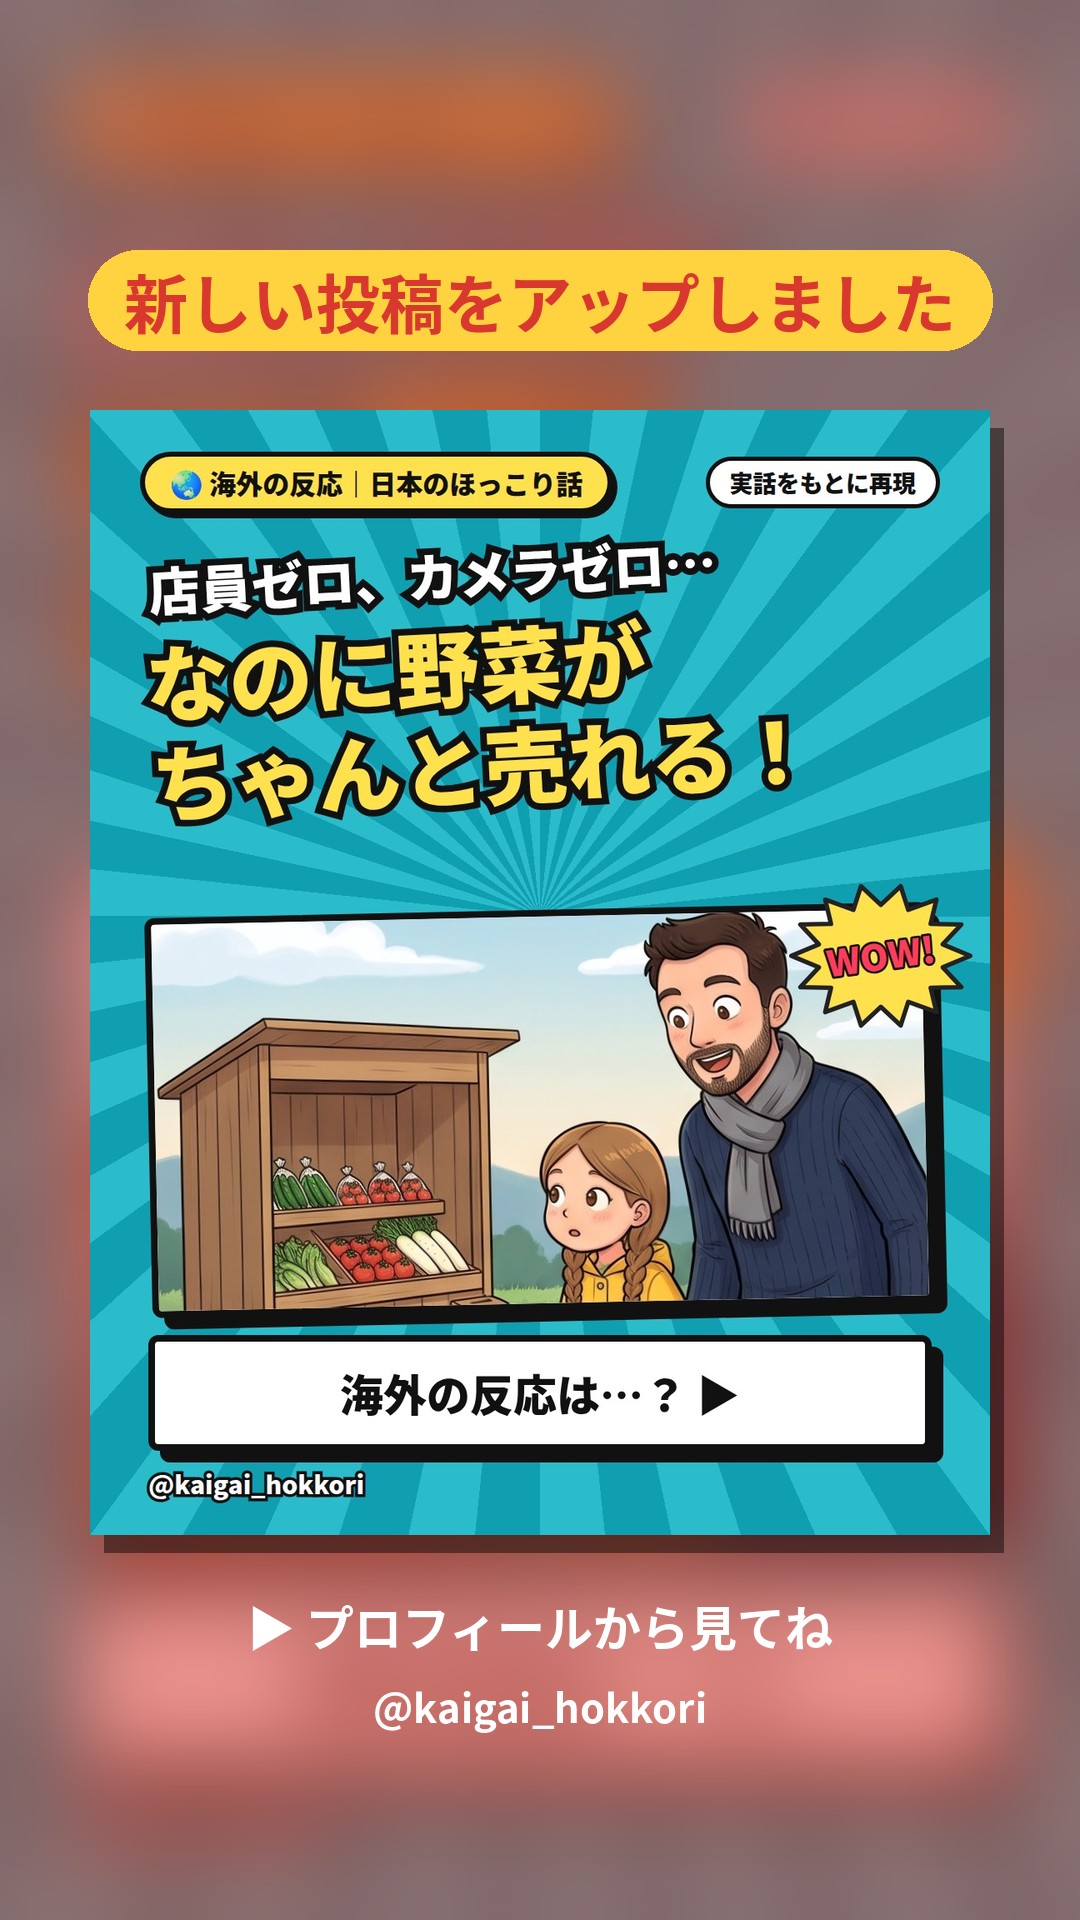 新しい投稿をアップしました
🌏 海外の反応｜日本のほっこり話
実話をもとに再現
店員ゼロ、カメラゼロ…
なのに野菜が
ちゃんと売れる！
WOW!
海外の反応は…？ ▶
@kaigai_hokkori
▶ プロフィールから見てね
@kaigai_hokkori